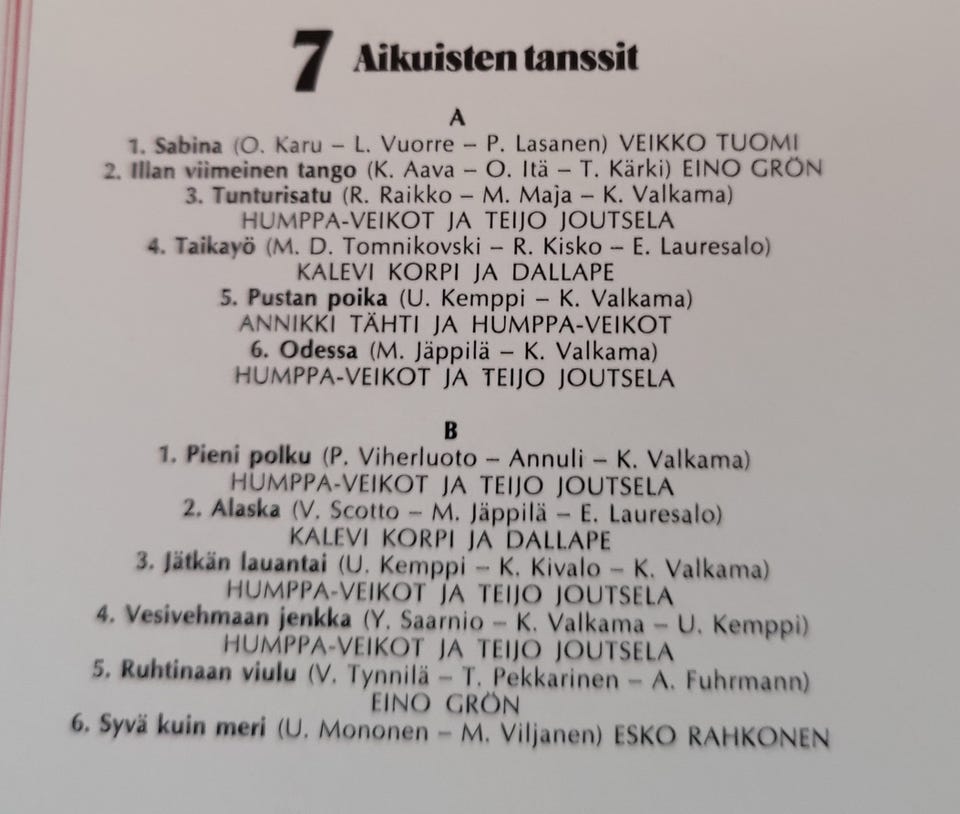 7 Aikuisten tanssit
A
1. Sabina (O. Karu – L. Vuorre – P. Lasanen) VEIKKO TUOMI
2. Illan viimeinen tango (K. Aava – O. Itä – T. Kärki) EINO GRÖN
3. Tunturisatu (R. Raikko – M. Maja – K. Valkama)
HUMPPA-VEIKOT JA TEIJO JOUTSELA
4. Taikayö (M. D. Tomnikovski – R. Kisko – E. Lauresalo)
KALEVI KORPI JA DALLAPE
5. Pustan poika (U. Kemppi – K. Valkama)
ANNIKKI TÄHTI JA HUMPPA-VEIKOT
6. Odessa (M. Jäppilä – K. Valkama)
HUMPPA-VEIKOT JA TEIJO JOUTSELA
B
1. Pieni polku (P. Viherluoto – Annuli – K. Valkama)
HUMPPA-VEIKOT JA TEIJO JOUTSELA
2. Alaska (V. Scotto – M. Jäppilä – E. Lauresalo)
KALEVI KORPI JA DALLAPE
3. Jätkän lauantai (U. Kemppi – K. Kivalo – K. Valkama)
HUMPPA-VEIKOT JA TEIJO JOUTSELA
4. Vesivehmaan jenkka (Y. Saarnio – K. Valkama – U. Kemppi)
HUMPPA-VEIKOT JA TEIJO JOUTSELA
5. Ruhtinaan viulu (V. Tynnilä – T. Pekkarinen – A. Fuhrmann)
EINO GRÖN
6. Syvä kuin meri (U. Mononen – M. Viljanen) ESKO RAHKONEN